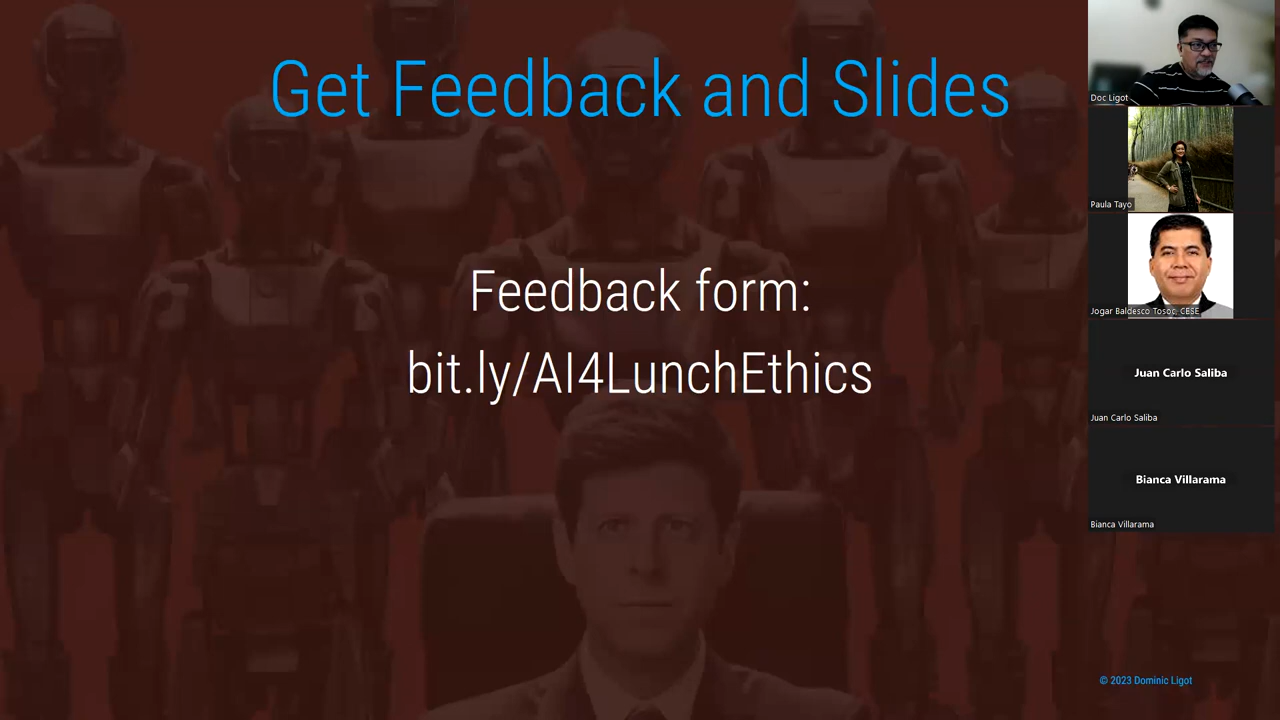 Get Feedback and Slides
Feedback form:
bit.ly/AI4LunchEthics
© 2023 Dominic Ligot
Doc Ligot
Paula Tayo
Jogar Baldesco Tosoc, CESE
Juan Carlo Saliba
Juan Carlo Saliba
Bianca Villarama
Bianca Villarama